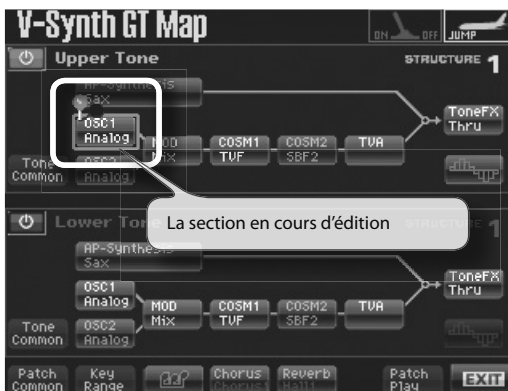 V-Synth GT Map
ON OFF JUMP
Upper Tone
STRUCTURE 1
AP-Synthesis
Sax
OSC1
Analog
MOD
Mix
COSM1
TVF
COSM2
SBF2
TVA
ToneFX
Thru
Tone
Common
OSC2
Analog
La section en cours d'édition
Lower Tone
STRUCTURE 1
AP-Synthesis
Sax
OSC1
Analog
MOD
Mix
COSM1
TVF
COSM2
SBF2
TVA
ToneFX
Thru
Tone
Common
OSC2
Analog
Patch
Common
Key
Range
Chorus
Chorus1
Reverb
Hall1
Patch
Play
EXIT